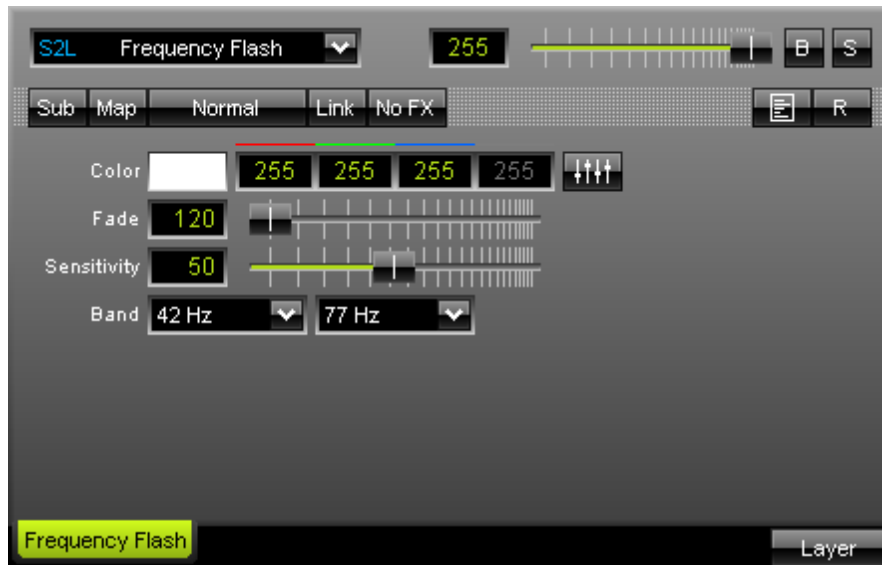 S2L Frequency Flash 255 B S
Sub Map Normal Link No FX R
Color 255 255 255 255
Fade 120
Sensitivity 50
Band 42 Hz 77 Hz
Frequency Flash Layer